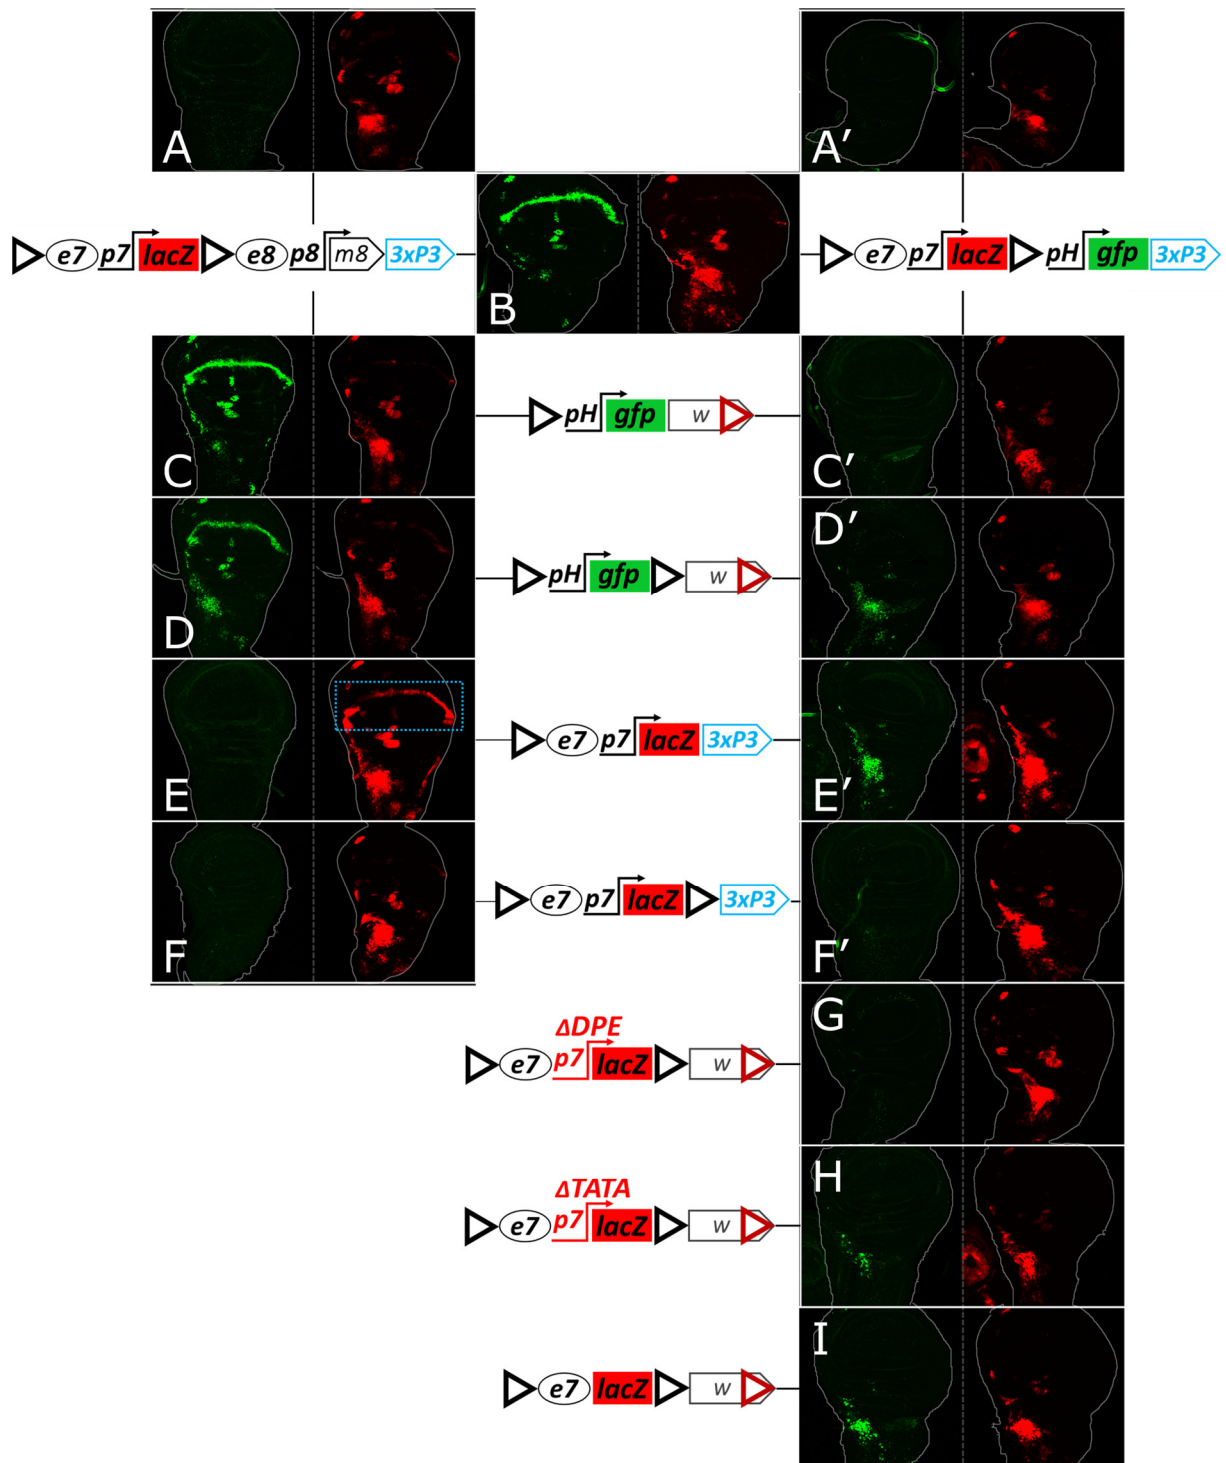 A
A′
e7 p7 lacZ e8 p8 m8 3xP3
B
e7 p7 lacZ pH gfp 3xP3
C
pH gfp w
C′
D
pH gfp w
D′
E
e7 p7 lacZ 3xP3
E′
F
e7 p7 lacZ 3xP3
F′
ΔDPE
e7 p7 lacZ w
G
ΔTATA
e7 p7 lacZ w
H
e7 lacZ w
I